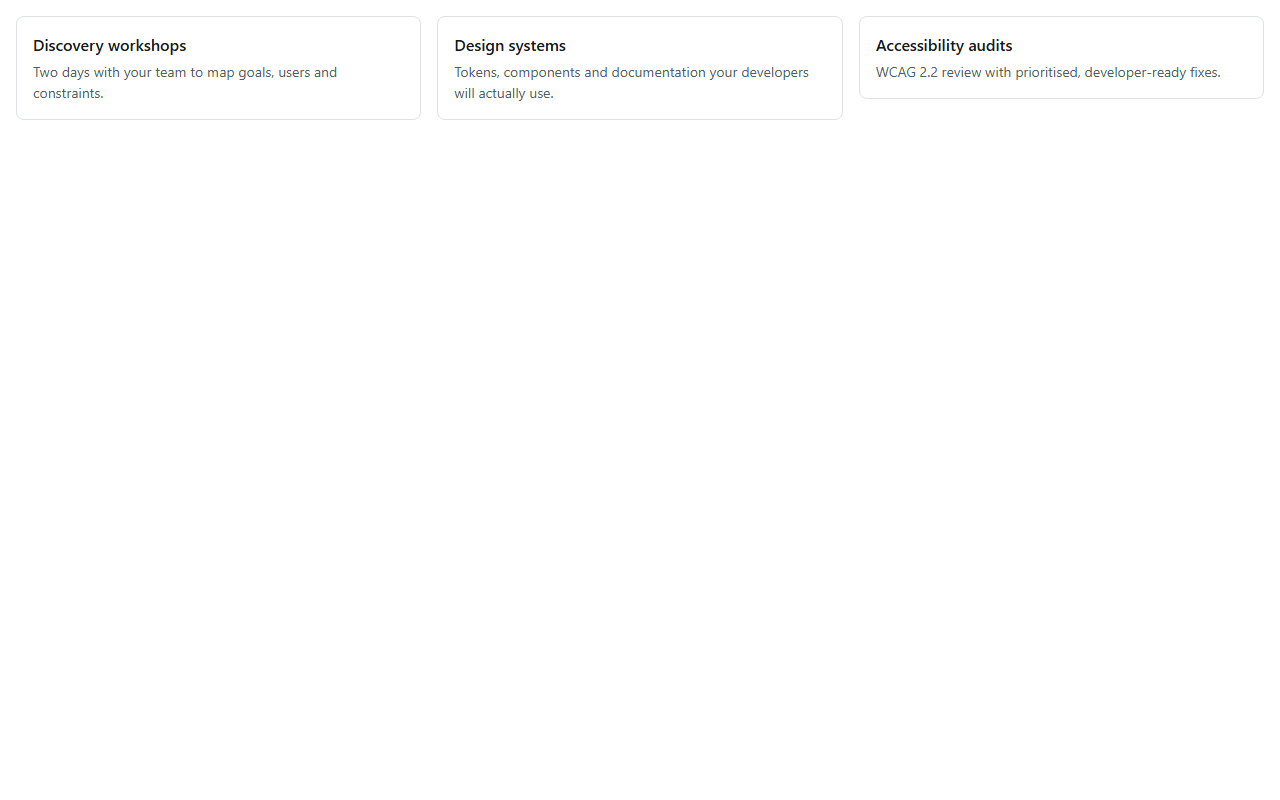 Discovery workshops
Two days with your team to map goals, users and
constraints.
Design systems
Tokens, components and documentation your developers
will actually use.
Accessibility audits
WCAG 2.2 review with prioritised, developer-ready fixes.